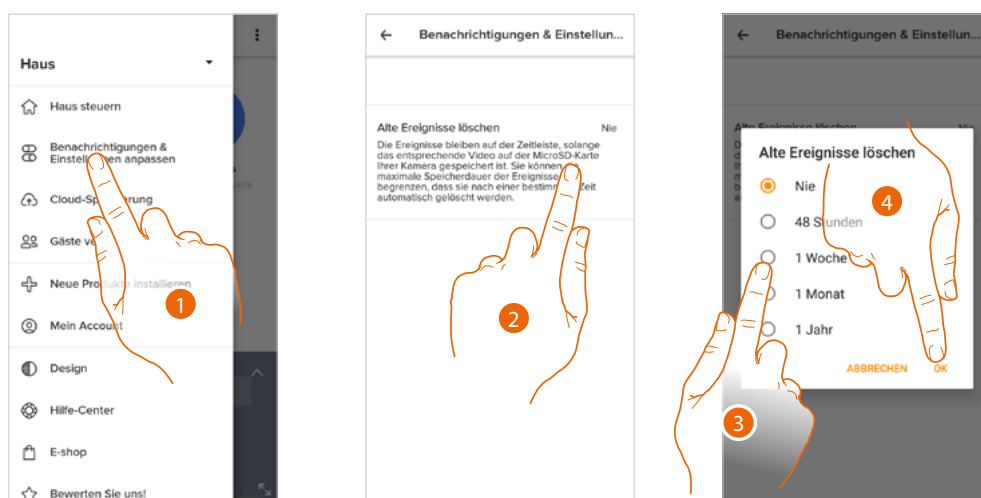 Haus
Haus steuern
Benachrichtigungen &
Einstellungen anpassen
Cloud-Speicherung
Gäste
Neue Produkte installieren
Mein Account
Design
Hilfe-Center
E-shop
Bewerten Sie uns!
1
Benachrichtigungen & Einstellun...
Alte Ereignisse löschen Nie
Die Ereignisse bleiben auf der Zeitleiste, solange
das entsprechende Video auf der MicroSD-Karte
Ihrer Kamera gespeichert ist. Sie können
maximale Speicherdauer der Ereignisse
begrenzen, dass sie nach einer bestimmten Zeit
automatisch gelöscht werden.
2
Benachrichtigungen & Einstellun...
Alte Ereignisse löschen Nie
Alte Ereignisse löschen
Nie
48 Stunden
1 Woche
1 Monat
1 Jahr
ABBRECHEN OK
3
4